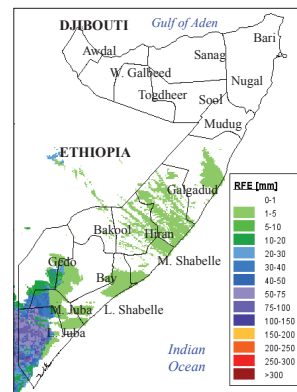 DJIBOUTI
Gulf of Aden
Bari
Awdal
Sanag
W. Galbeed
Nugal
Togdheer
Sool
Mudug
ETHIOPIA
Galgadud
Bakool
Hiran
Gedo
M. Shabelle
Bay
M. Juba
L. Shabelle
L. Juba
Indian
Ocean
RFE [mm]
0-1
1-5
5-10
10-20
20-30
30-40
40-50
50-75
75-100
100-150
150-200
200-250
250-300
>300